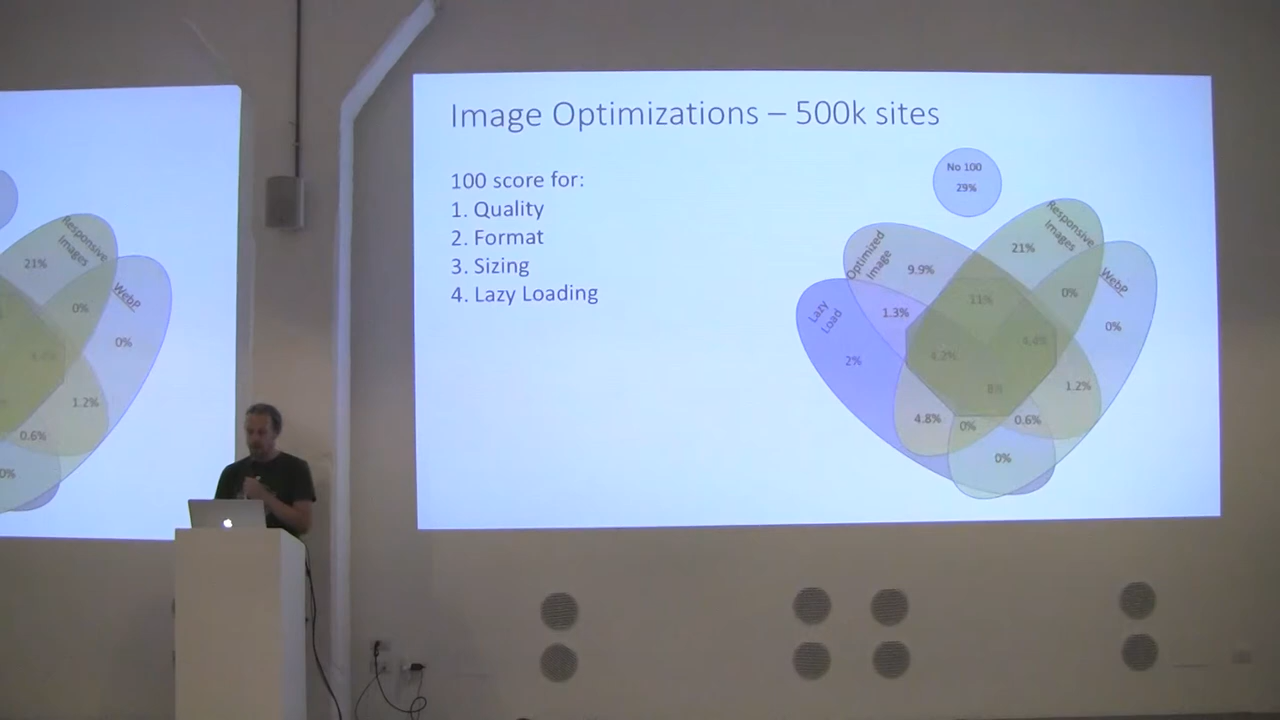 Image Optimizations – 500k sites
100 score for:
1. Quality
2. Format
3. Sizing
4. Lazy Loading
No 100
29%
Responsive
Images
21%
Optimized
Image
9.9%
WebP
0%
0%
Lazy
Load
2%
1.3%
11%
4.4%
4.2%
8%
1.2%
4.8%
0%
0.6%
0%
Responsive
Images
21%
WebP
0%
0%
4.4%
1.2%
0.6%
0%